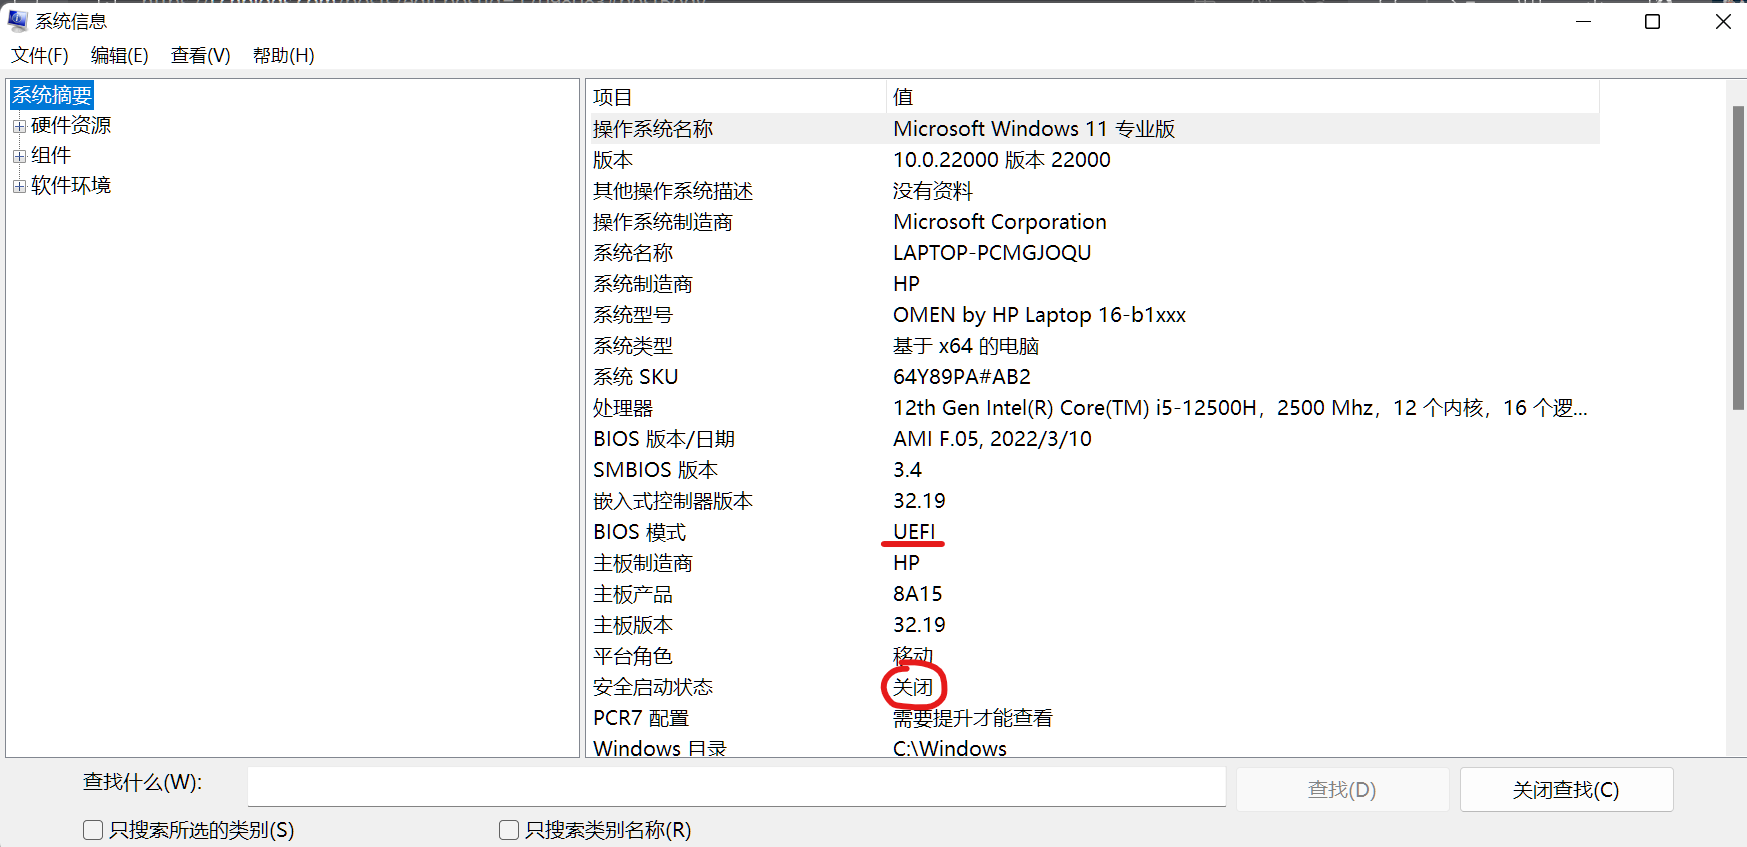 系统信息
文件(F) 编辑(E) 查看(V) 帮助(H)
系统摘要
硬件资源
组件
软件环境
项目 值
操作系统名称 Microsoft Windows 11 专业版
版本 10.0.22000 版本 22000
其他操作系统描述 没有资料
操作系统制造商 Microsoft Corporation
系统名称 LAPTOP-PCMGJOQU
系统制造商 HP
系统型号 OMEN by HP Laptop 16-b1xxx
系统类型 基于 x64 的电脑
系统 SKU 64Y89PA#AB2
处理器 12th Gen Intel(R) Core(TM) i5-12500H，2500 Mhz，12 个内核，16 个逻...
BIOS 版本/日期 AMI F.05, 2022/3/10
SMBIOS 版本 3.4
嵌入式控制器版本 32.19
BIOS 模式 UEFI
主板制造商 HP
主板产品 8A15
主板版本 32.19
平台角色 移动
安全启动状态 关闭
PCR7 配置 需要提升才能查看
Windows 目录 C:\Windows
查找什么(W):
查找(D) 关闭查找(C)
只搜索所选的类别(S) 只搜索类别名称(R)